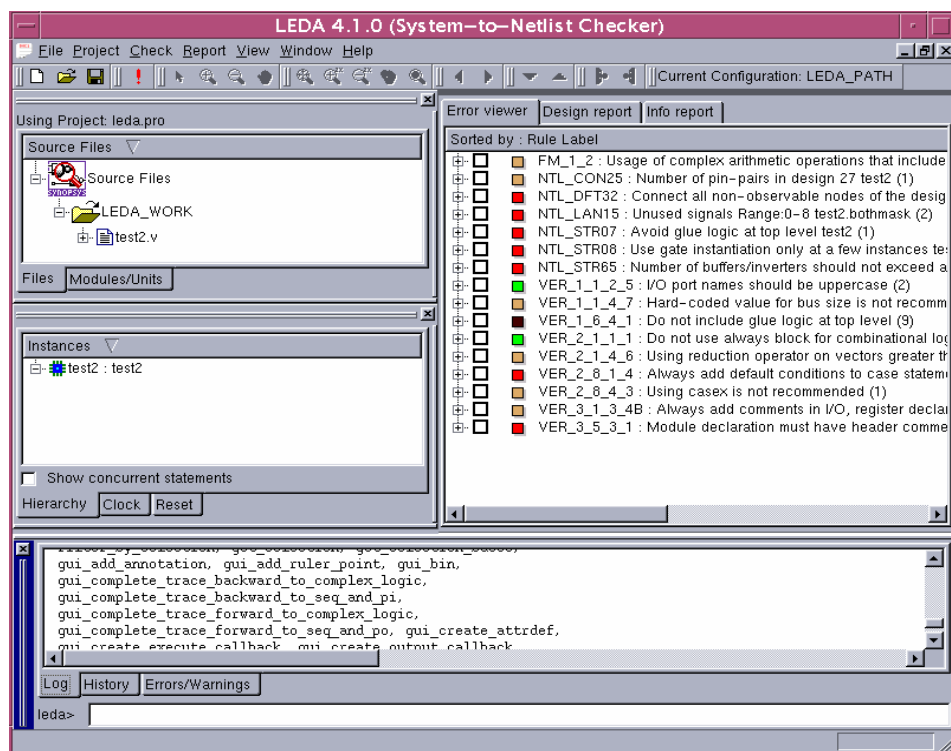 LEDA 4.1.0 (System-to-Netlist Checker)
File Project Check Report View Window Help
Current Configuration: LEDA_PATH
Using Project: leda.pro
Source Files
SYNOPSYS
Source Files
LEDA_WORK
test2.v
Files Modules/Units
Instances
test2 : test2
Show concurrent statements
Hierarchy Clock Reset
Error viewer Design report Info report
Sorted by : Rule Label
FM_1_2 : Usage of complex arithmetic operations that include
NTL_CON25 : Number of pin-pairs in design 27 test2 (1)
NTL_DFT32 : Connect all non-observable nodes of the desig
NTL_LAN15 : Unused signals Range:0-8 test2.bothmask (2)
NTL_STR07 : Avoid glue logic at top level test2 (1)
NTL_STR08 : Use gate instantiation only at a few instances te
NTL_STR65 : Number of buffers/inverters should not exceed a
VER_1_1_2_5 : I/O port names should be uppercase (2)
VER_1_1_4_7 : Hard-coded value for bus size is not recomm
VER_1_6_4_1 : Do not include glue logic at top level (9)
VER_2_1_1_1 : Do not use always block for combinational log
VER_2_1_4_6 : Using reduction operator on vectors greater th
VER_2_8_1_4 : Always add default conditions to case statem
VER_2_8_4_3 : Using casex is not recommended (1)
VER_3_1_3_4B : Always add comments in I/O, register decla
VER_3_5_3_1 : Module declaration must have header comme
gui_add_annotation, gui_add_ruler_point, gui_bin,
gui_complete_trace_backward_to_complex_logic,
gui_complete_trace_backward_to_seq_and_pi,
gui_complete_trace_forward_to_complex_logic,
gui_complete_trace_forward_to_seq_and_po, gui_create_attrdef,
gui_create_execute_callback, gui_create_output_callback
Log History Errors/Warnings
leda>